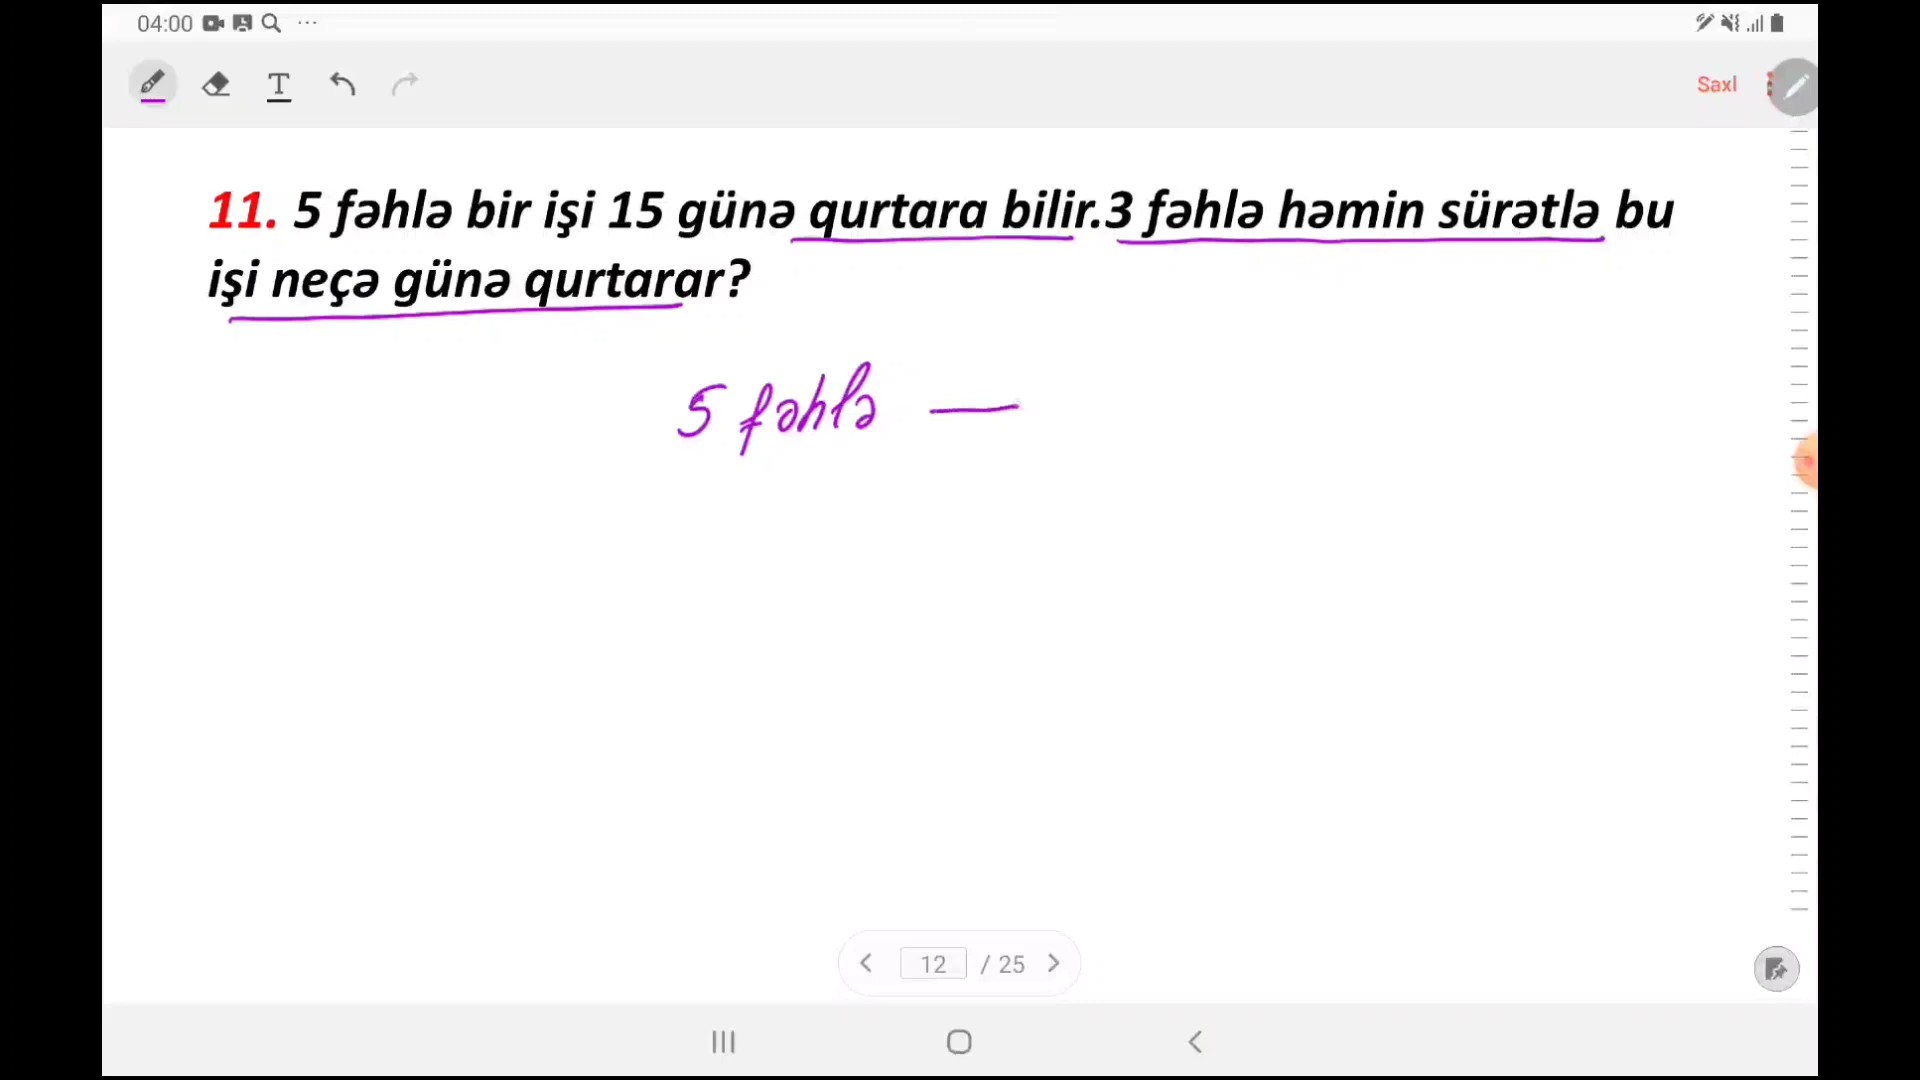 04:00 ...
T
Saxl
11. 5 fəhlə bir işi 15 günə qurtara bilir.3 fəhlə həmin sürətlə bu
işi neçə günə qurtarar?
5 fəhlə —
12 / 25